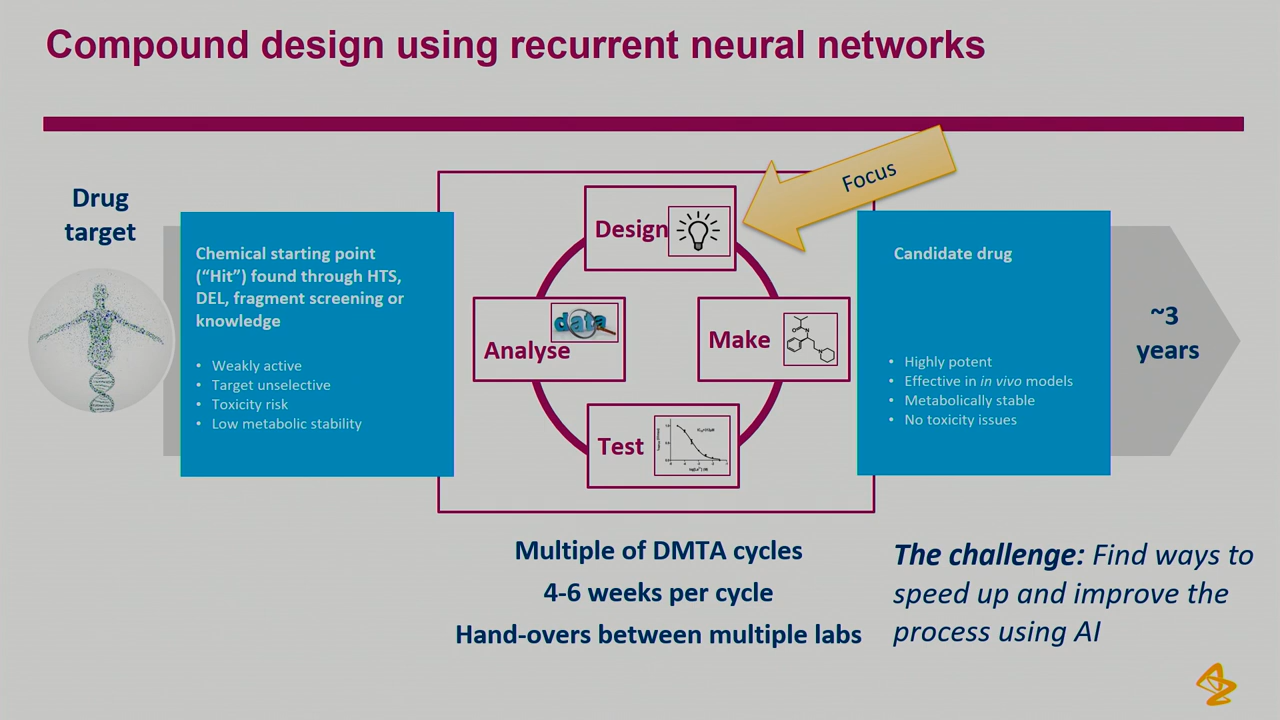 Compound design using recurrent neural networks
Drug
target
Chemical starting point
(“Hit”) found through HTS,
DEL, fragment screening or
knowledge
• Weakly active
• Target unselective
• Toxicity risk
• Low metabolic stability
Focus
Design
data
Analyse
Make
Test
Candidate drug
• Highly potent
• Effective in in vivo models
• Metabolically stable
• No toxicity issues
~3
years
Multiple of DMTA cycles
4-6 weeks per cycle
Hand-overs between multiple labs
The challenge: Find ways to
speed up and improve the
process using AI